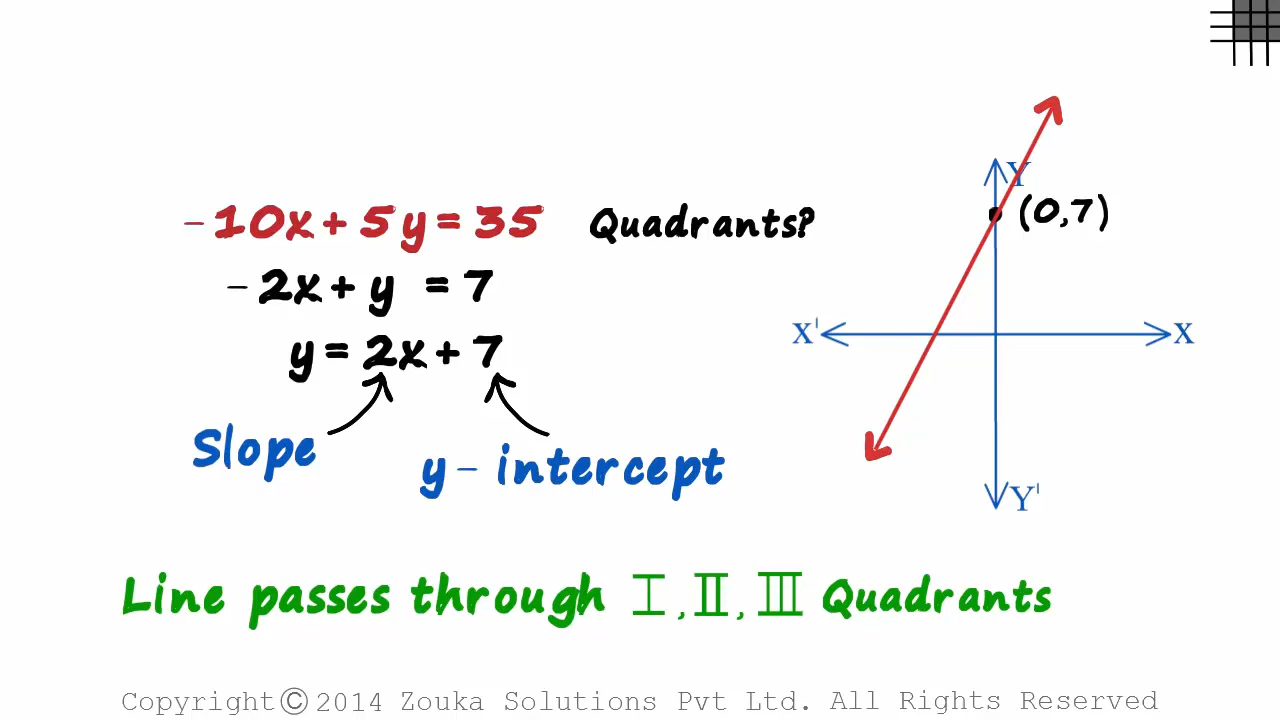 -10x + 5y = 35 Quadrants?
-2x + y = 7
y = 2x + 7
Slope
y - intercept
Y
(0,7)
X' X
Y'
Line passes through I, II, III Quadrants
Copyright © 2014 Zouka Solutions Pvt Ltd. All Rights Reserved